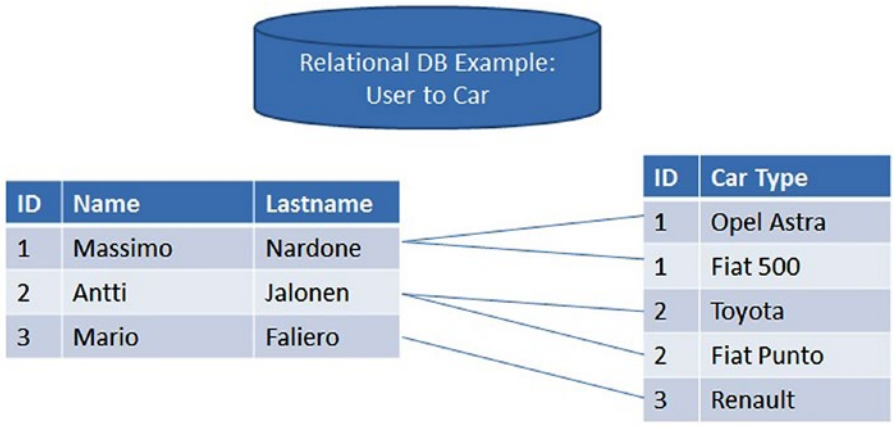 Relational DB Example:
User to Car
ID Name Lastname
1 Massimo Nardone
2 Antti Jalonen
3 Mario Faliero
ID Car Type
1 Opel Astra
1 Fiat 500
2 Toyota
2 Fiat Punto
3 Renault